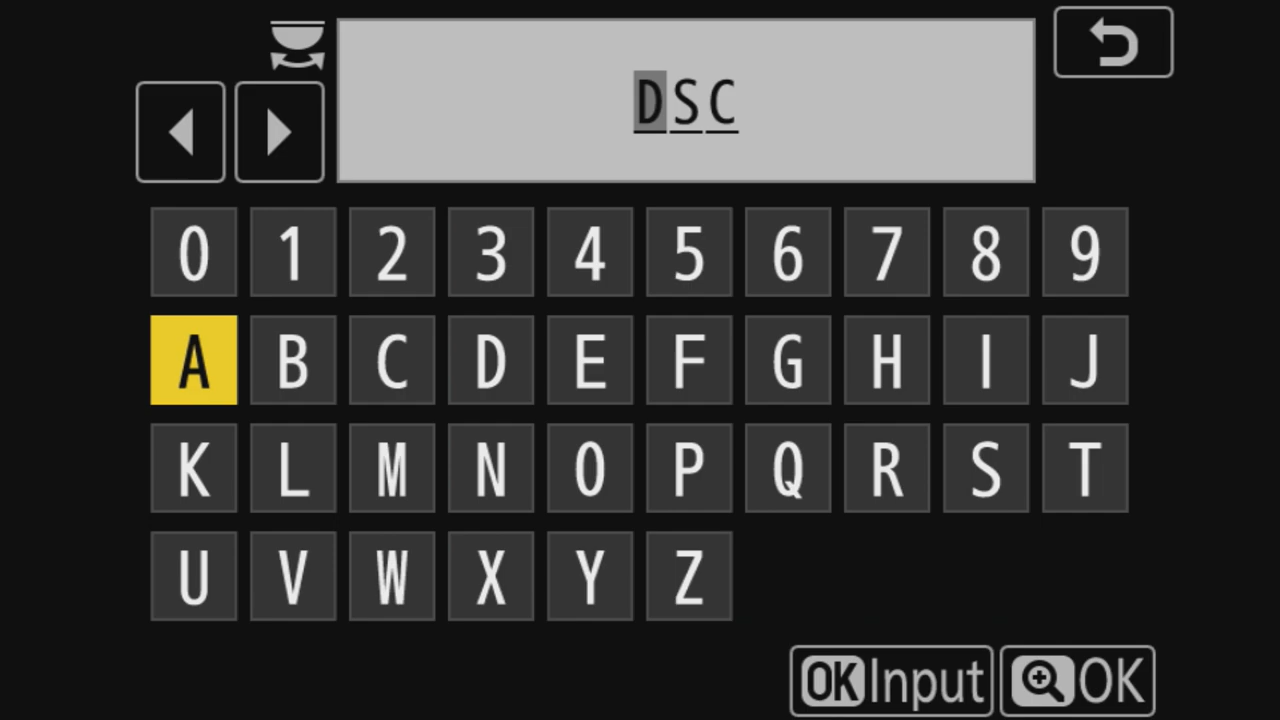 DSC
0 1 2 3 4 5 6 7 8 9
A B C D E F G H I J
K L M N O P Q R S T
U V W X Y Z
OK Input OK